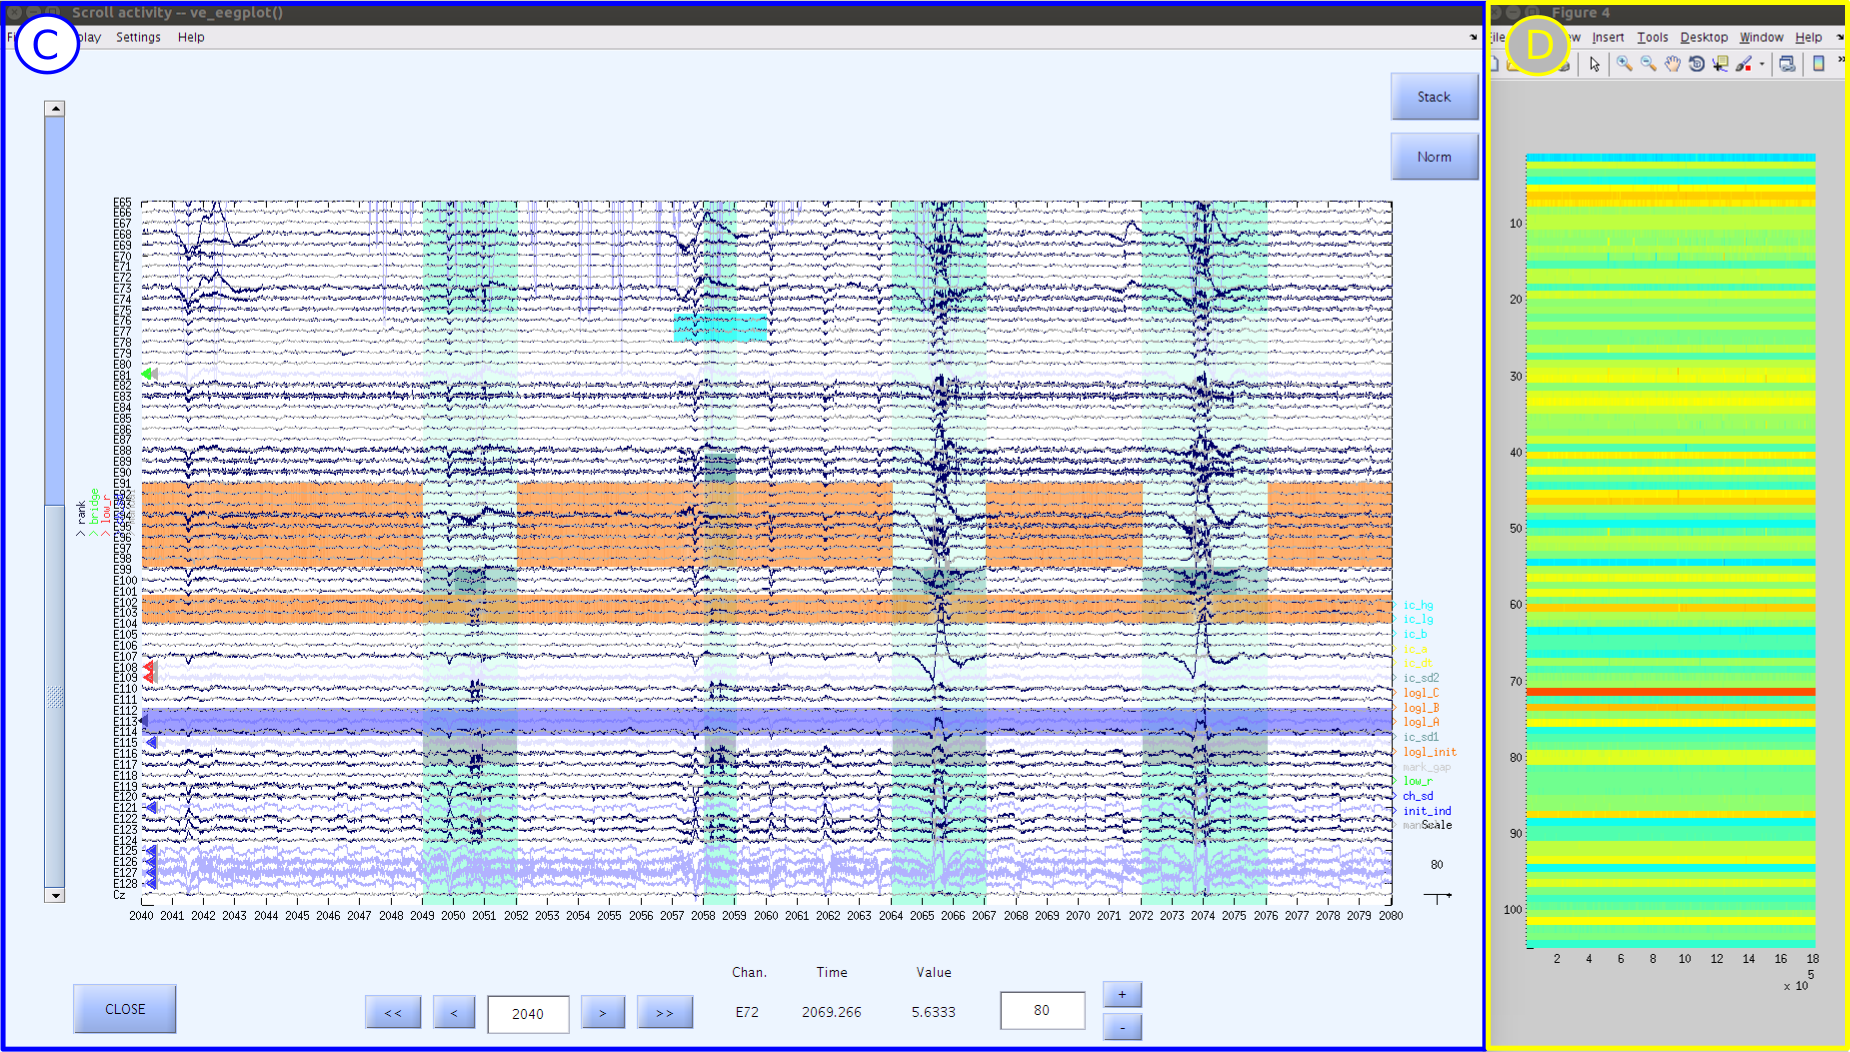 Scroll activity -- ve_eegplot()
C
play Settings Help
Stack
Norm
E65
E66
E67
E68
E69
E70
E71
E72
E73
E74
E75
E76
E77
E78
E79
E80
E81
E82
E83
E84
E85
E86
E87
E88
E89
E90
E91
E92
E93
E94
E95
E96
E97
E98
E99
E100
E101
E102
E103
E104
E105
E106
E107
E108
E109
E110
E111
E112
E113
E114
E115
E116
E117
E118
E119
E120
E121
E122
E123
E124
E125
E126
E127
E128
Cz
> rank
> bridge
> low_r
ic_hg
ic_lg
ic_b
ic_a
ic_dt
ic_sd2
logl_C
logl_B
logl_A
ic_sd1
logl_init
mark_gap
low_r
ch_sd
init_ind
Scale
80
2040 2041 2042 2043 2044 2045 2046 2047 2048 2049 2050 2051 2052 2053 2054 2055 2056 2057 2058 2059 2060 2061 2062 2063 2064 2065 2066 2067 2068 2069 2070 2071 2072 2073 2074 2075 2076 2077 2078 2079 2080
Chan. Time Value
CLOSE << < 2040 > >> E72 2069.266 5.6333 80 + -
Figure 4
D
Insert Tools Desktop Window Help
10
20
30
40
50
60
70
80
90
100
2 4 6 8 10 12 14 16 18
x 10 5